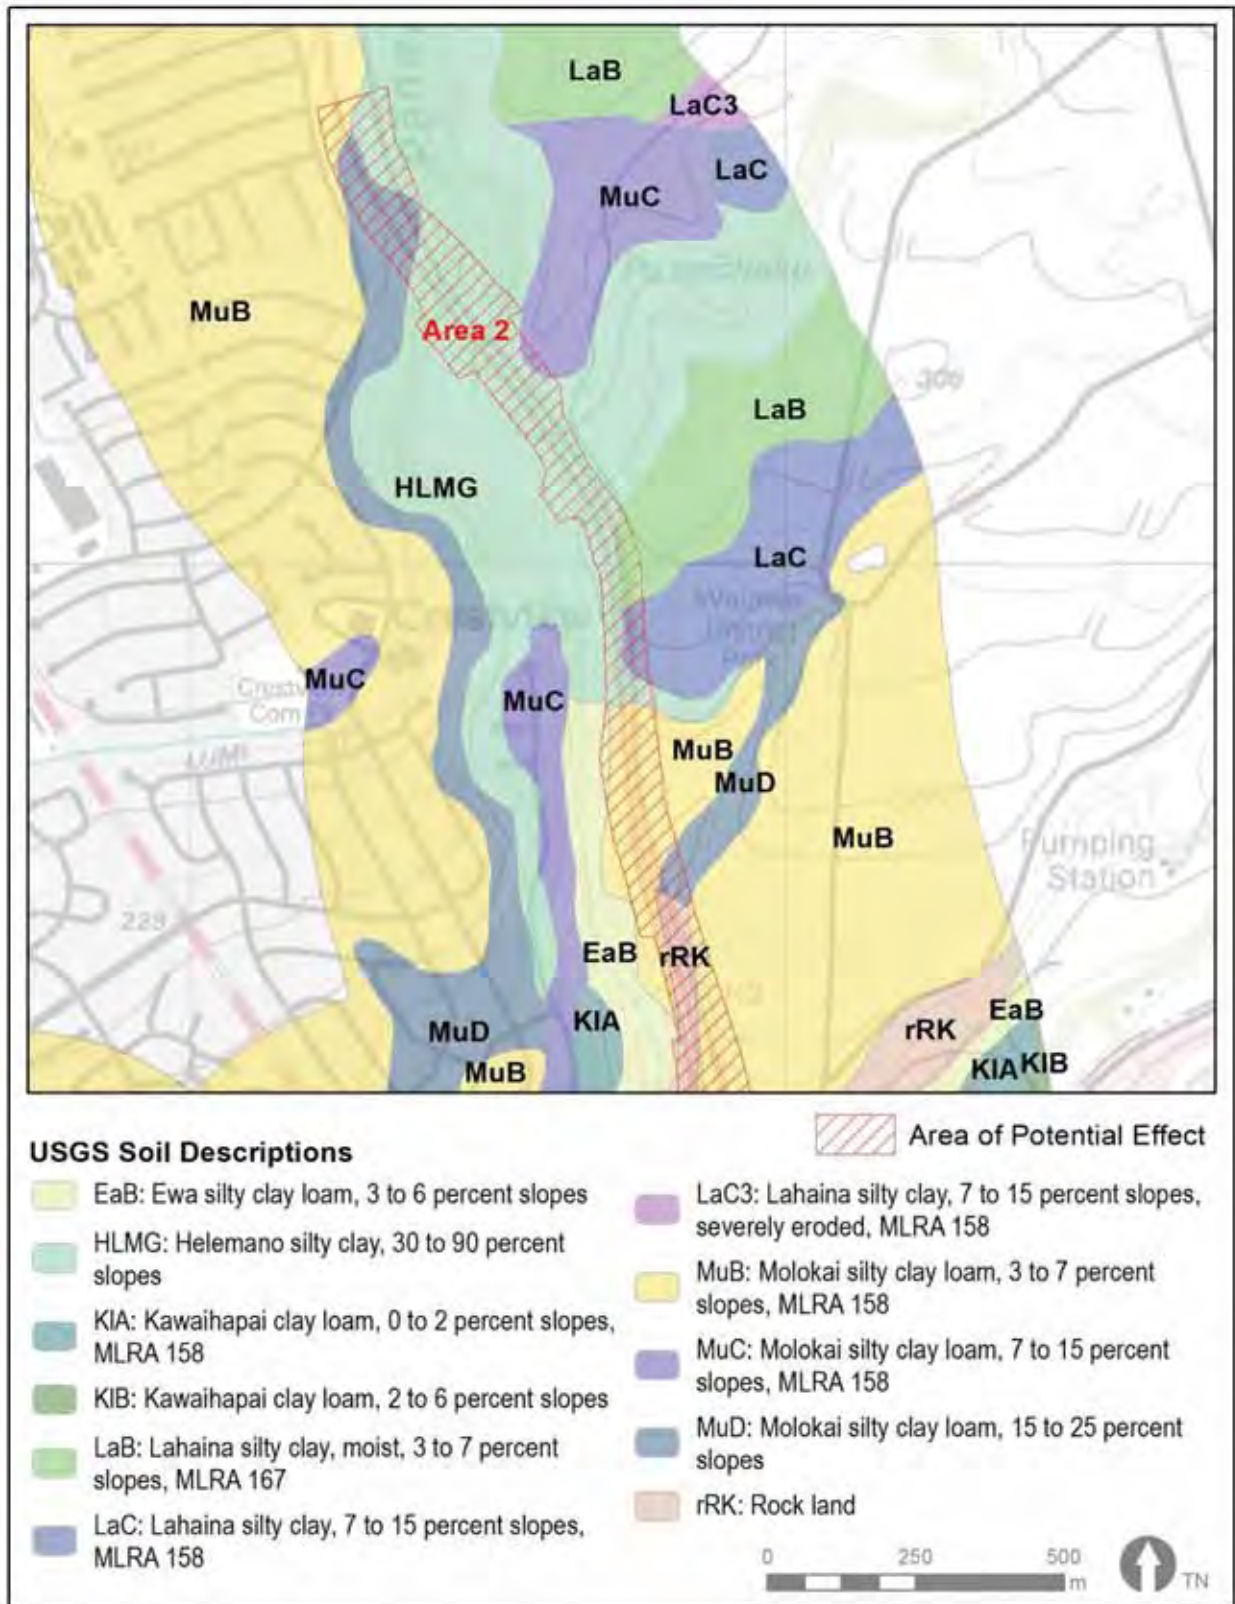 LaB
LaC3
LaC
MuC
MuB
Area 2
306
LaB
HLMG
LaC
MuC
MuC
MuB
MuD
MuB
Pumping
Station
228
EaB
rRK
EaB
rRK
KIA
MuD
KIA
KIB
MuB
Area of Potential Effect
USGS Soil Descriptions
EaB: Ewa silty clay loam, 3 to 6 percent slopes
HLMG: Helemano silty clay, 30 to 90 percent
slopes
KIA: Kawaihapai clay loam, 0 to 2 percent slopes,
MLRA 158
KIB: Kawaihapai clay loam, 2 to 6 percent slopes
LaB: Lahaina silty clay, moist, 3 to 7 percent
slopes, MLRA 167
LaC: Lahaina silty clay, 7 to 15 percent slopes,
MLRA 158
LaC3: Lahaina silty clay, 7 to 15 percent slopes,
severely eroded, MLRA 158
MuB: Molokai silty clay loam, 3 to 7 percent
slopes, MLRA 158
MuC: Molokai silty clay loam, 7 to 15 percent
slopes, MLRA 158
MuD: Molokai silty clay loam, 15 to 25 percent
slopes
rRK: Rock land
0 250 500
m
TN